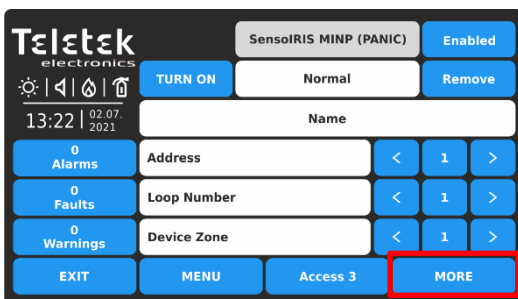 Teletek
electronics
SensoIRIS MINP (PANIC)
Enabled
TURN ON
Normal
Remove
13:22
02.07.
2021
Name
0
Alarms
Address
<
1
>
0
Faults
Loop Number
<
1
>
0
Warnings
Device Zone
<
1
>
EXIT
MENU
Access 3
MORE